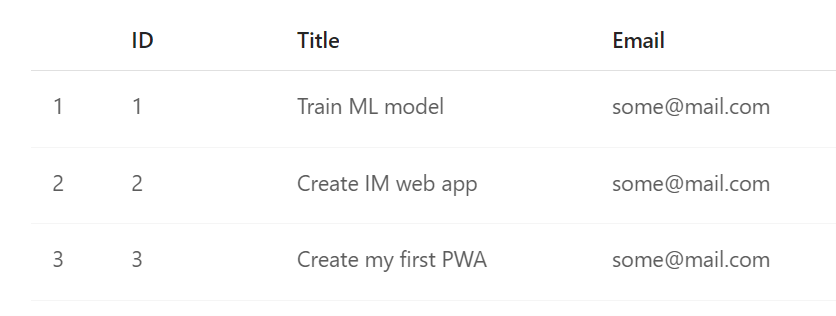 ID Title Email
1 1 Train ML model some@mail.com
2 2 Create IM web app some@mail.com
3 3 Create my first PWA some@mail.com